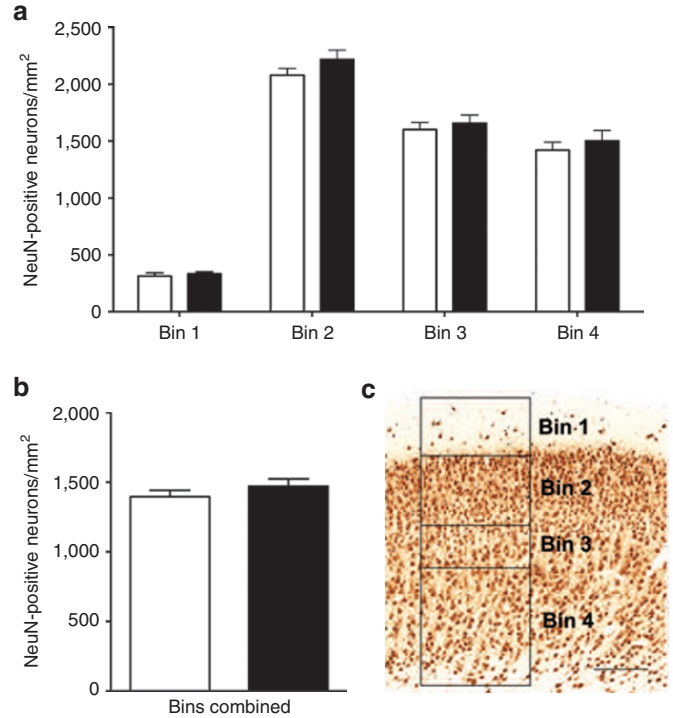 a
NeuN-positive neurons/mm²
2,500
2,000
1,500
1,000
500
0
Bin 1
Bin 2
Bin 3
Bin 4
b
NeuN-positive neurons/mm²
2,000
1,500
1,000
500
0
Bins combined
c
Bin 1
Bin 2
Bin 3
Bin 4